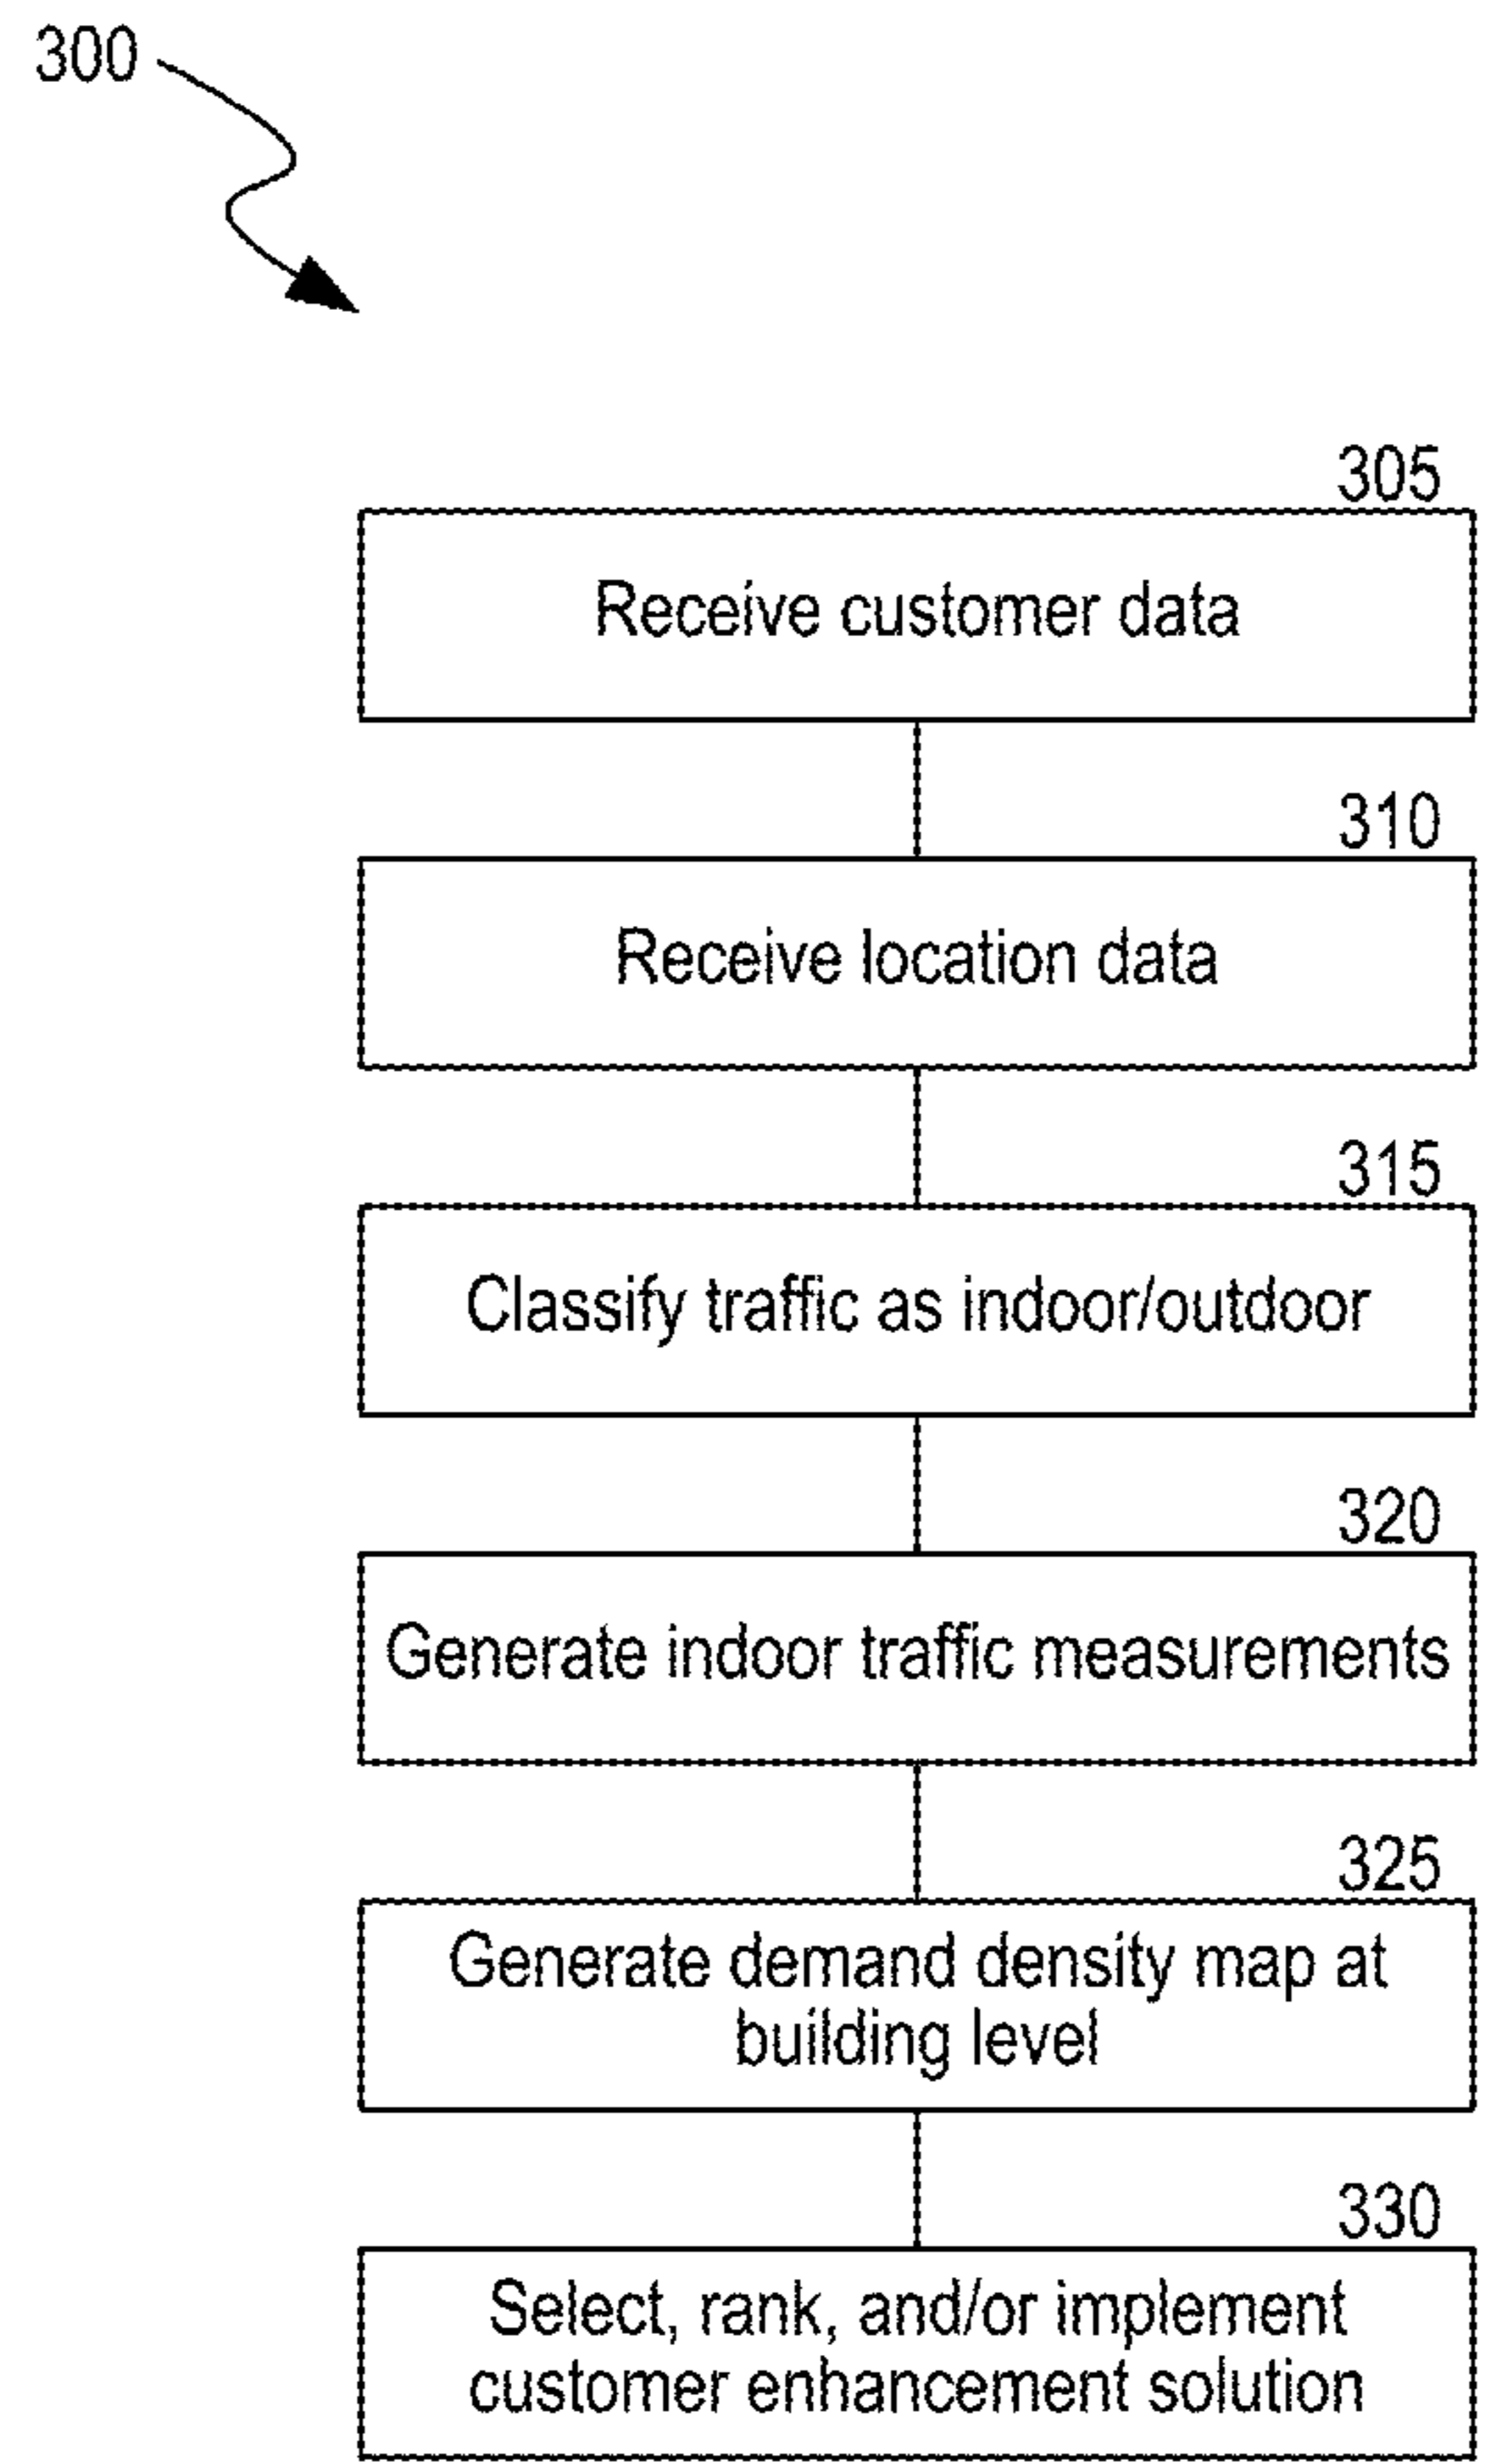 300
305
Receive customer data
310
Receive location data
315
Classify traffic as indoor/outdoor
320
Generate indoor traffic measurements
325
Generate demand density map at
building level
330
Select, rank, and/or implement
customer enhancement solution